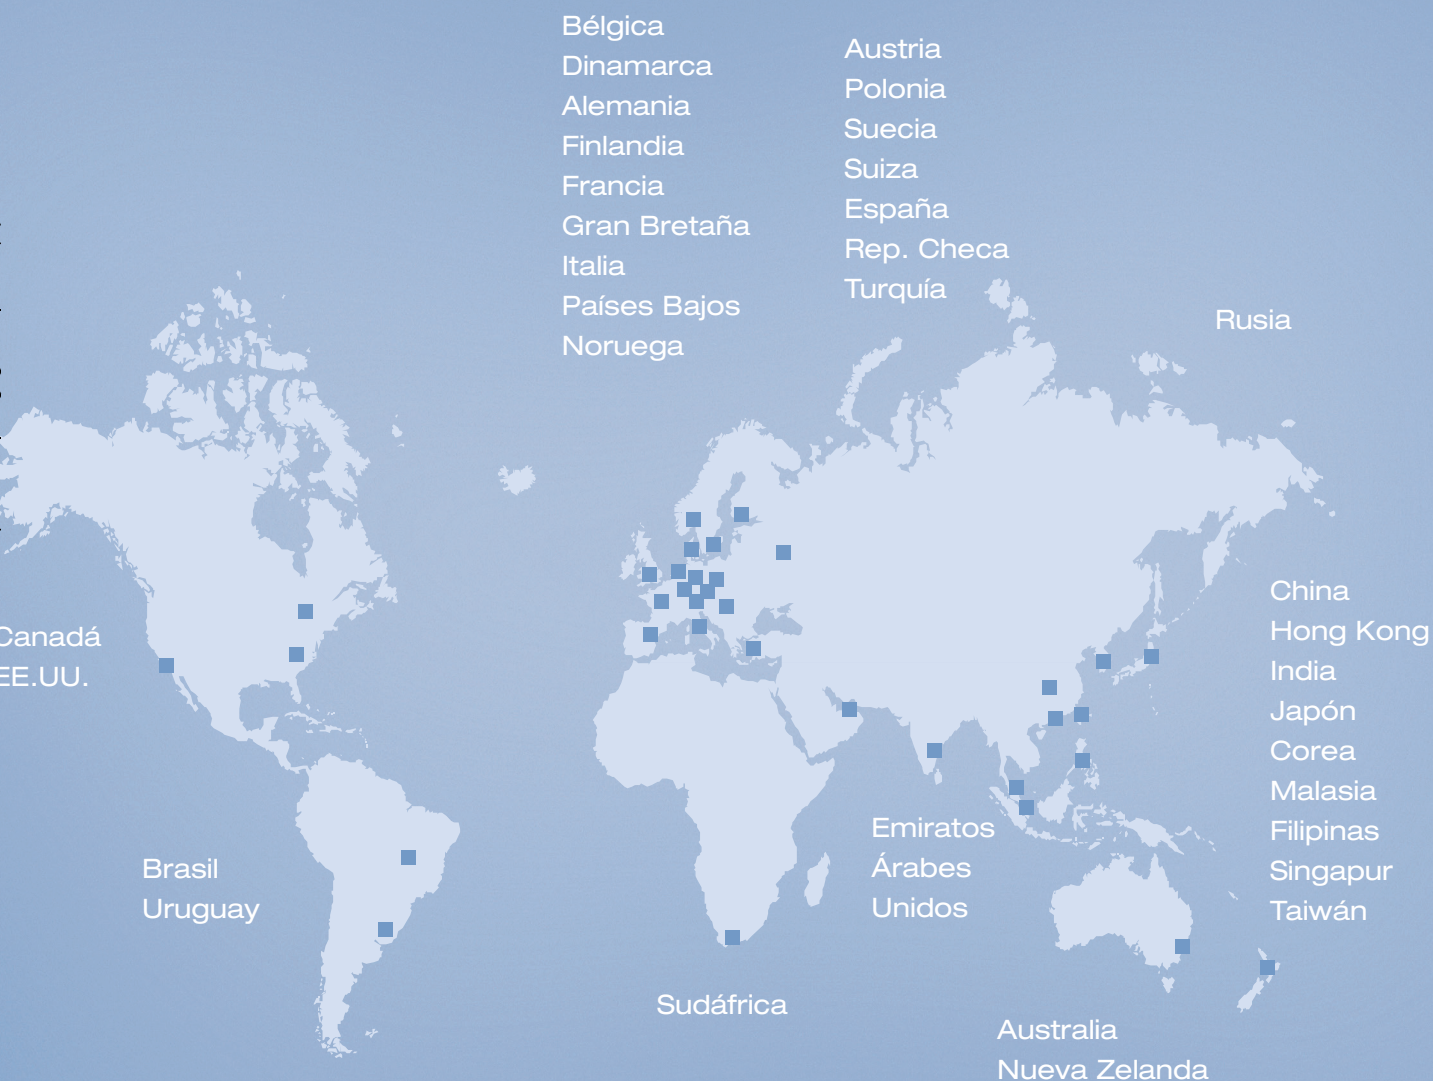 Bélgica
Dinamarca
Alemania
Finlandia
Francia
Gran Bretaña
Italia
Países Bajos
Noruega
Austria
Polonia
Suecia
Suiza
España
Rep. Checa
Turquía
Rusia
Canadá
EE.UU.
China
Hong Kong
India
Japón
Corea
Malasia
Filipinas
Singapur
Taiwán
Brasil
Uruguay
Emiratos
Árabes
Unidos
Sudáfrica
Australia
Nueva Zelanda